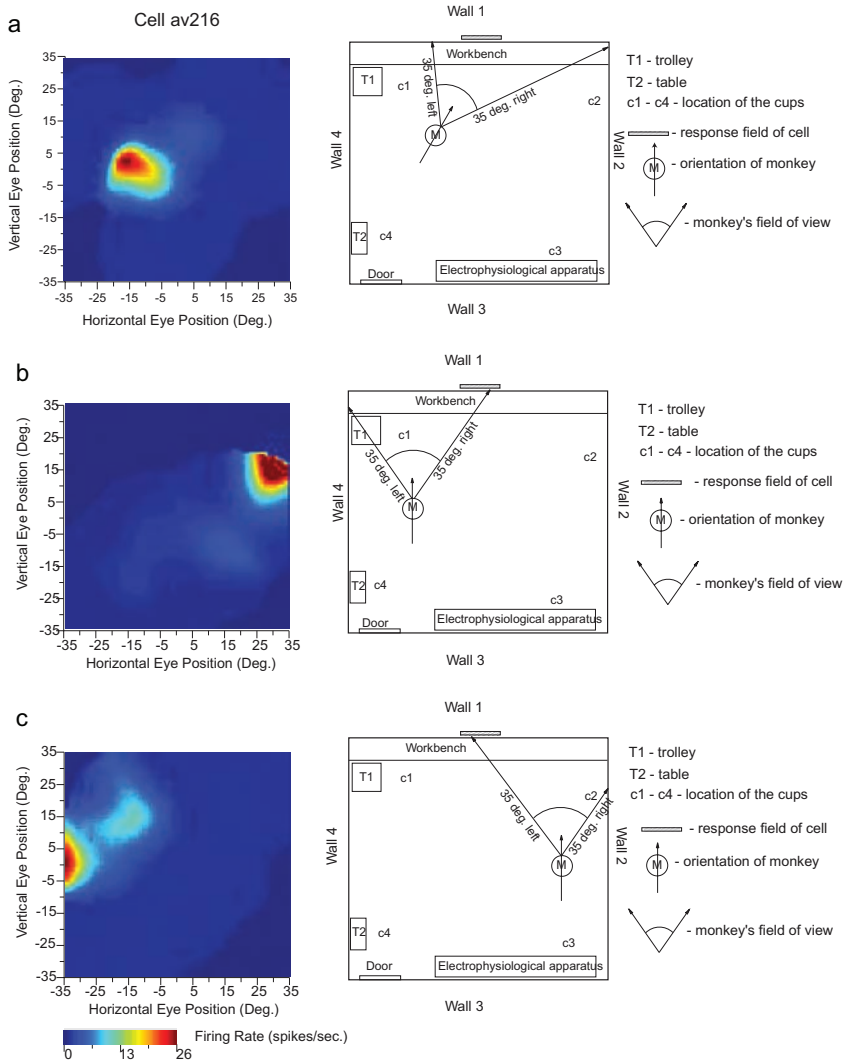 a
Cell av216
Vertical Eye Position (Deg.)
35
25
15
5
-5
-15
-25
-35
-35 -25 -15 -5 5 15 25 35
Horizontal Eye Position (Deg.)
Wall 1
Workbench
T1
c1
35 deg. left
35 deg. right
c2
M
Wall 4
Wall 2
T2
c4
c3
Door
Electrophysiological apparatus
Wall 3
T1 - trolley
T2 - table
c1 - c4 - location of the cups
- response field of cell
M
- orientation of monkey
- monkey's field of view
b
Vertical Eye Position (Deg.)
35
25
15
5
-5
-15
-25
-35
-35 -25 -15 -5 5 15 25 35
Horizontal Eye Position (Deg.)
Wall 1
Workbench
T1
c1
35 deg. left
35 deg. right
c2
M
Wall 4
Wall 2
T2
c4
c3
Door
Electrophysiological apparatus
Wall 3
T1 - trolley
T2 - table
c1 - c4 - location of the cups
- response field of cell
M
- orientation of monkey
- monkey's field of view
c
Vertical Eye Position (Deg.)
35
25
15
5
-5
-15
-25
-35
-35 -25 -15 -5 5 15 25 35
Horizontal Eye Position (Deg.)
Wall 1
Workbench
T1
c1
35 deg. left
35 deg. right
c2
M
Wall 4
Wall 2
T2
c4
c3
Door
Electrophysiological apparatus
Wall 3
T1 - trolley
T2 - table
c1 - c4 - location of the cups
- response field of cell
M
- orientation of monkey
- monkey's field of view
Firing Rate (spikes/sec.)
0 13 26